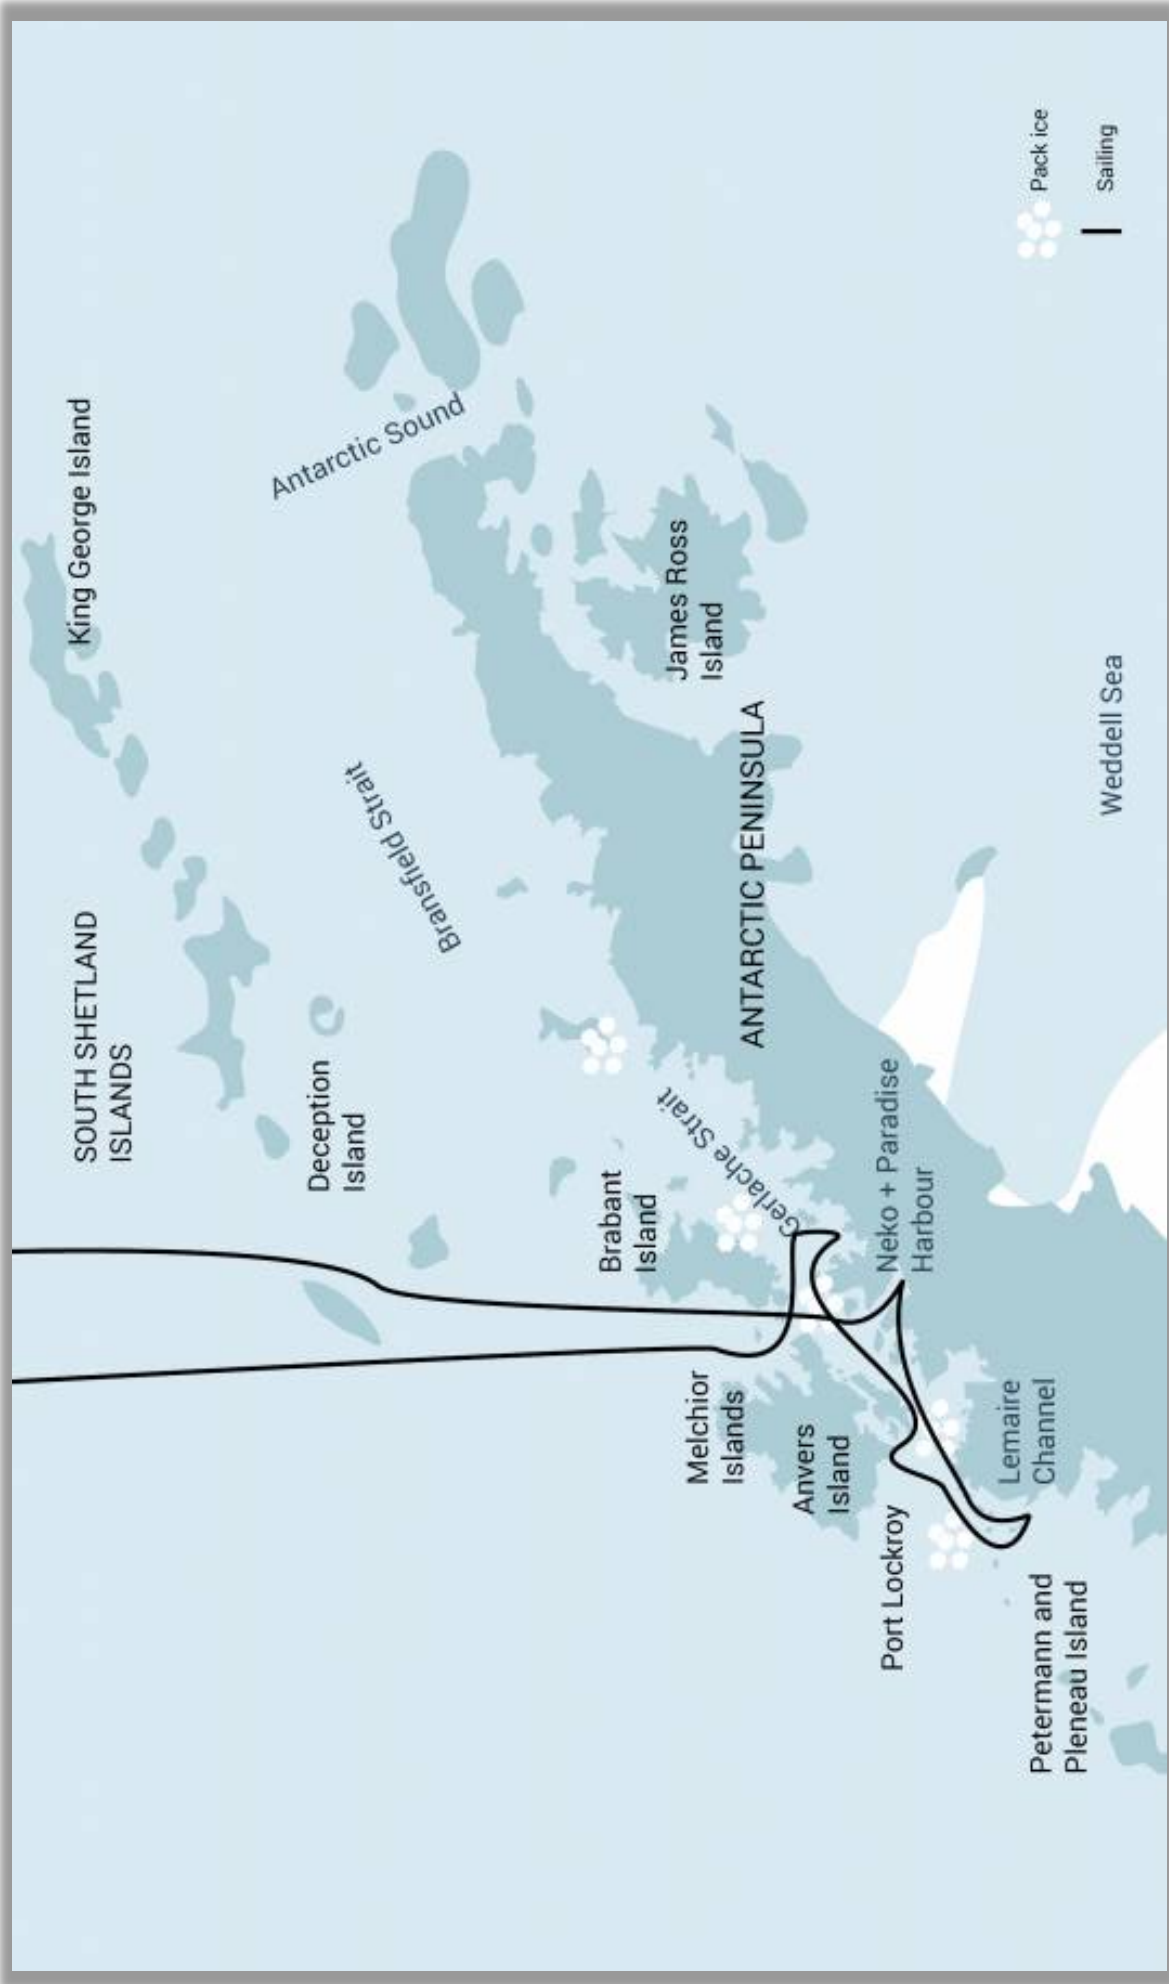 King George Island
SOUTH SHETLAND
ISLANDS
Antarctic Sound
Bransfield Strait
Deception
Island
James Ross
Island
ANTARCTIC PENINSULA
Gerlache Strait
Brabant
Island
Melchior
Islands
Anvers
Island
Neko + Paradise
Harbour
Port Lockroy
Lemaire
Channel
Petermann and
Pleneau Island
Weddell Sea
Pack ice
Sailing